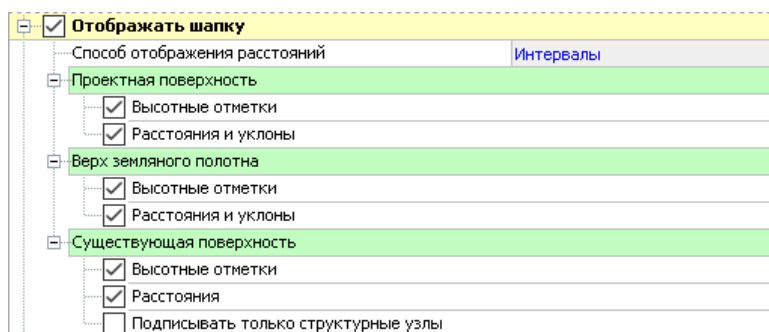 Отображать шапку
Способ отображения расстояний Интервалы
Проектная поверхность
Высотные отметки
Расстояния и уклоны
Верх земляного полотна
Высотные отметки
Расстояния и уклоны
Существующая поверхность
Высотные отметки
Расстояния
Подписывать только структурные узлы